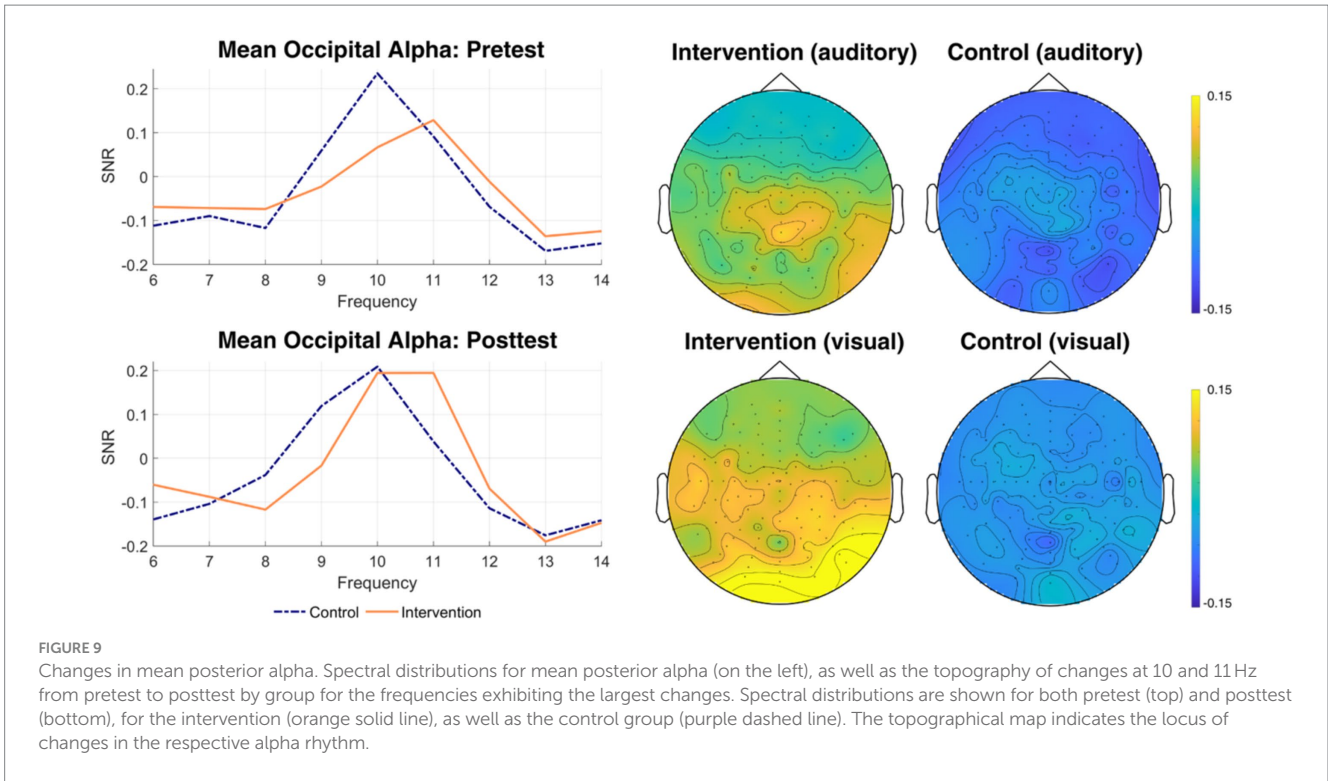 Mean Occipital Alpha: Pretest
SNR
0.2
0.1
0
-0.1
-0.2
6 7 8 9 10 11 12 13 14
Frequency
Mean Occipital Alpha: Posttest
SNR
0.2
0.1
0
-0.1
-0.2
6 7 8 9 10 11 12 13 14
Frequency
Control Intervention
Intervention (auditory) Control (auditory)
0.15
-0.15
Intervention (visual) Control (visual)
0.15
-0.15
FIGURE 9
Changes in mean posterior alpha. Spectral distributions for mean posterior alpha (on the left), as well as the topography of changes at 10 and 11 Hz
from pretest to posttest by group for the frequencies exhibiting the largest changes. Spectral distributions are shown for both pretest (top) and posttest
(bottom), for the intervention (orange solid line), as well as the control group (purple dashed line). The topographical map indicates the locus of
changes in the respective alpha rhythm.